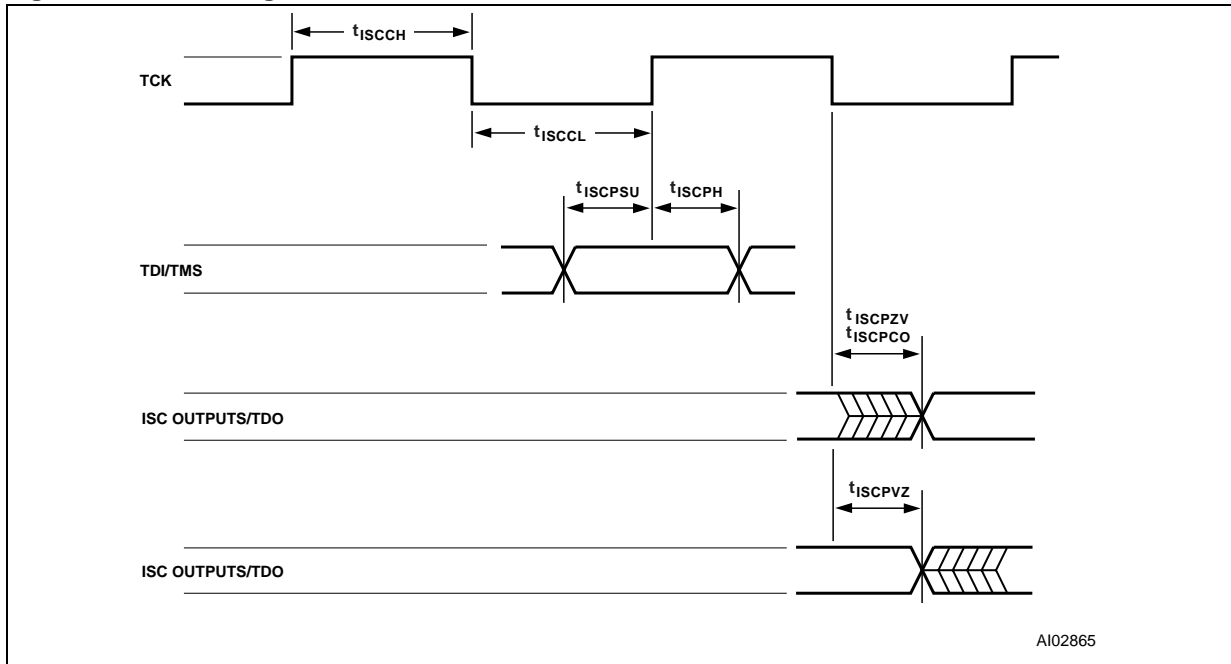 tISCCH
TCK
tISCCL
tISCPSU
tISCPH
TDI/TMS
tISCPZV
tISCPCO
ISC OUTPUTS/TDO
tISCPVZ
ISC OUTPUTS/TDO
AI02865